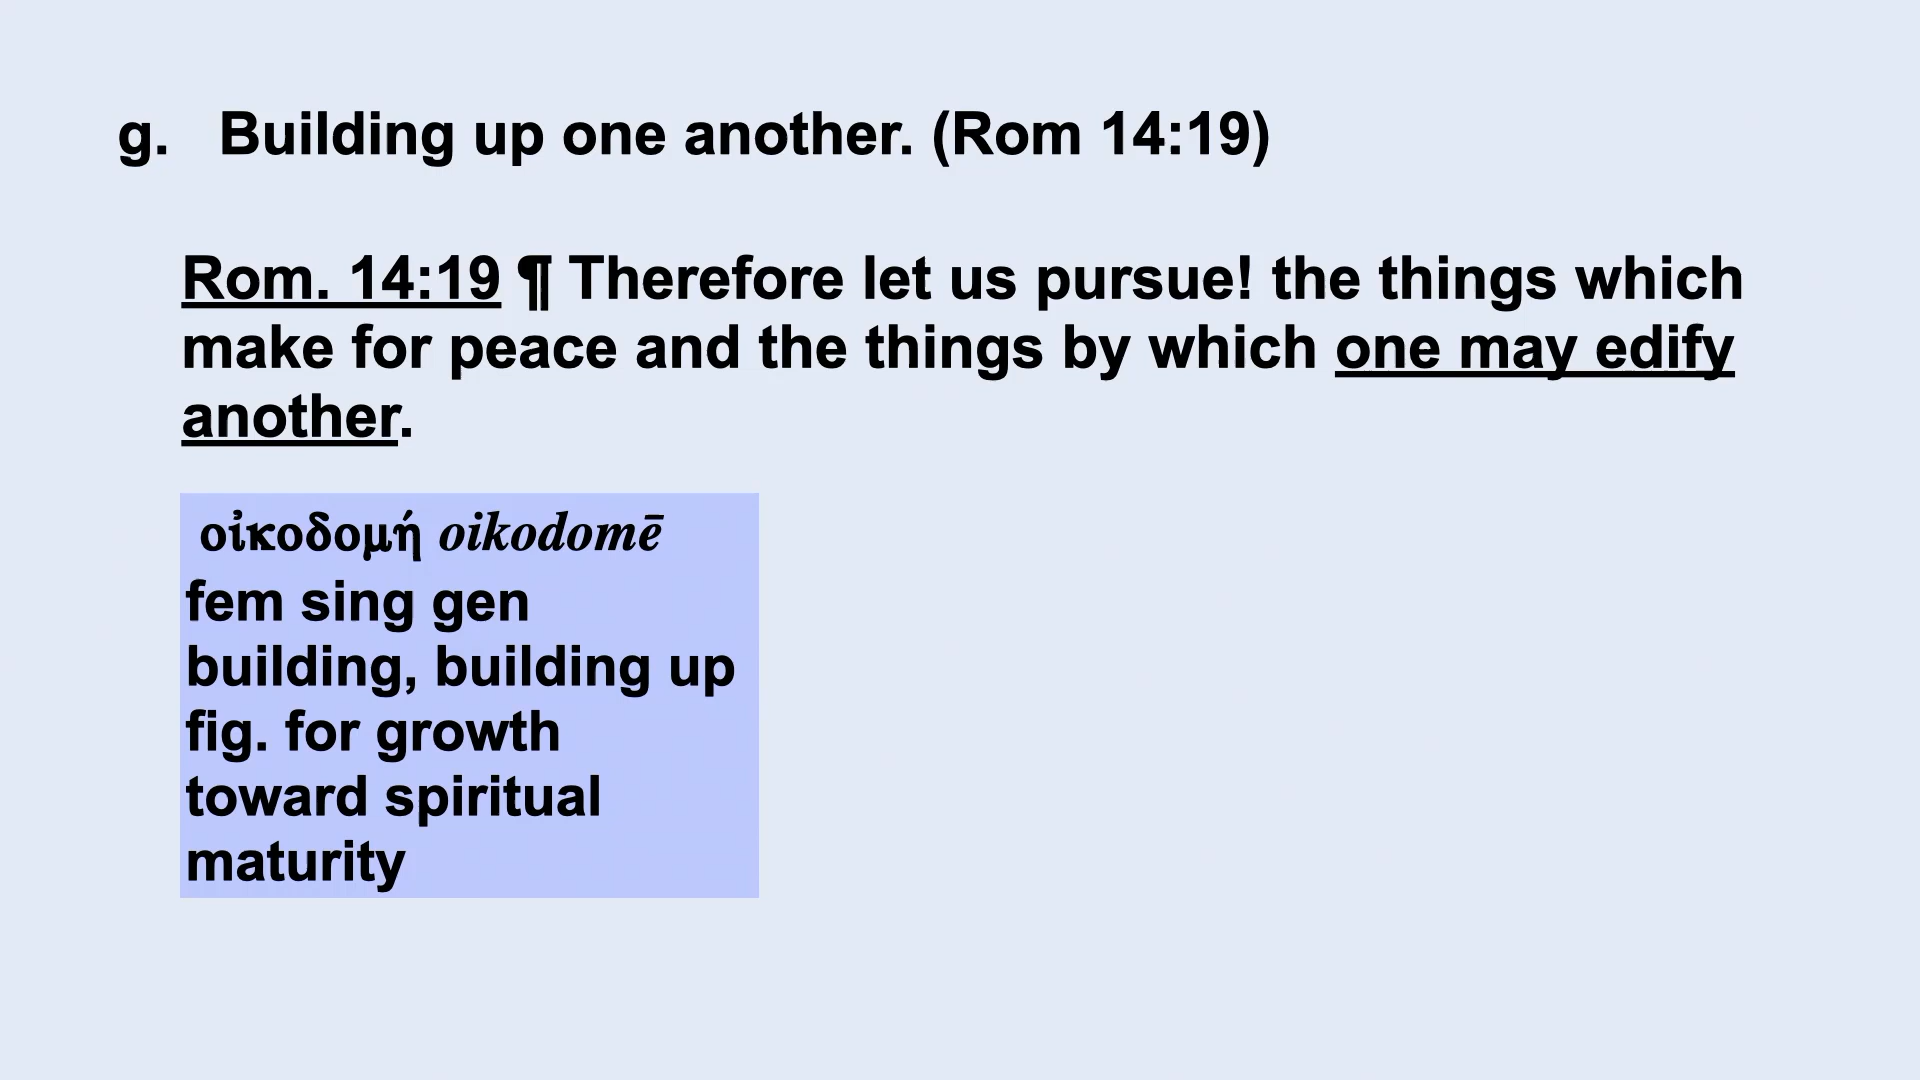 g. Building up one another. (Rom 14:19)
Rom. 14:19 ¶ Therefore let us pursue! the things which
make for peace and the things by which one may edify
another.
οἰκοδομή oikodomē
fem sing gen
building, building up
fig. for growth
toward spiritual
maturity